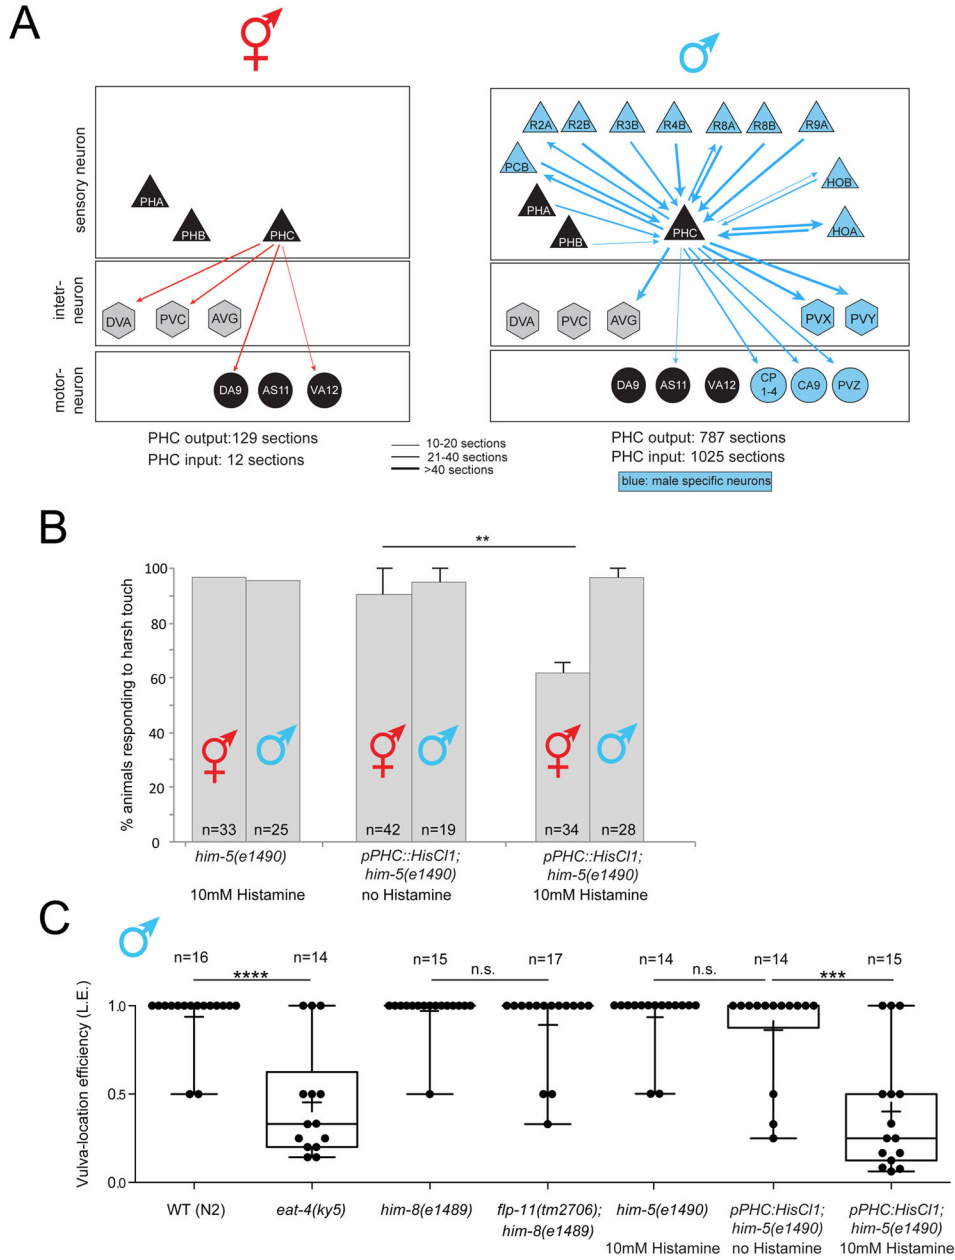 A
sensory neuron
PHA
PHB
PHC
intetr-
neuron
DVA
PVC
AVG
motor-
neuron
DA9
AS11
VA12
PHC output:129 sections
PHC input: 12 sections
10-20 sections
21-40 sections
>40 sections
R2A
R2B
R3B
R4B
R8A
R8B
R9A
PCB
PHA
PHB
PHC
HOB
HOA
DVA
PVC
AVG
PVX
PVY
DA9
AS11
VA12
CP
1-4
CA9
PVZ
PHC output: 787 sections
PHC input: 1025 sections
blue: male specific neurons
B
% animals responding to harsh touch
100
80
60
40
20
0
**
n=33
n=25
n=42
n=19
n=34
n=28
him-5(e1490)
10mM Histamine
pPHC::HisCl1;
him-5(e1490)
no Histamine
pPHC::HisCl1;
him-5(e1490)
10mM Histamine
C
Vulva-location efficiency (L.E.)
1.0
0.5
0.0
n=16
n=14
n=15
n=17
n=14
n=14
n=15
****
n.s.
n.s.
***
WT (N2)
eat-4(ky5)
him-8(e1489)
flp-11(tm2706);
him-8(e1489)
him-5(e1490)
10mM Histamine
pPHC:HisCl1;
him-5(e1490)
no Histamine
pPHC:HisCl1;
him-5(e1490)
10mM Histamine